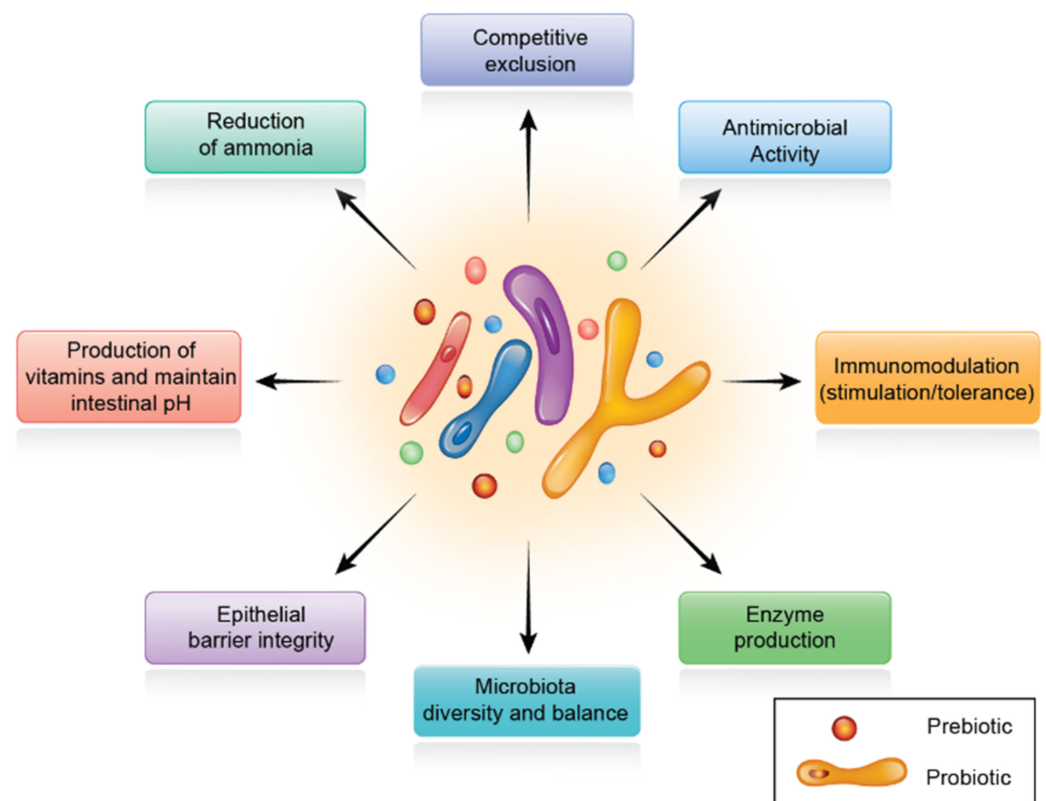 Competitive
exclusion
Reduction
of ammonia
Antimicrobial
Activity
Production of
vitamins and maintain
intestinal pH
Immunomodulation
(stimulation/tolerance)
Epithelial
barrier integrity
Enzyme
production
Microbiota
diversity and balance
Prebiotic
Probiotic